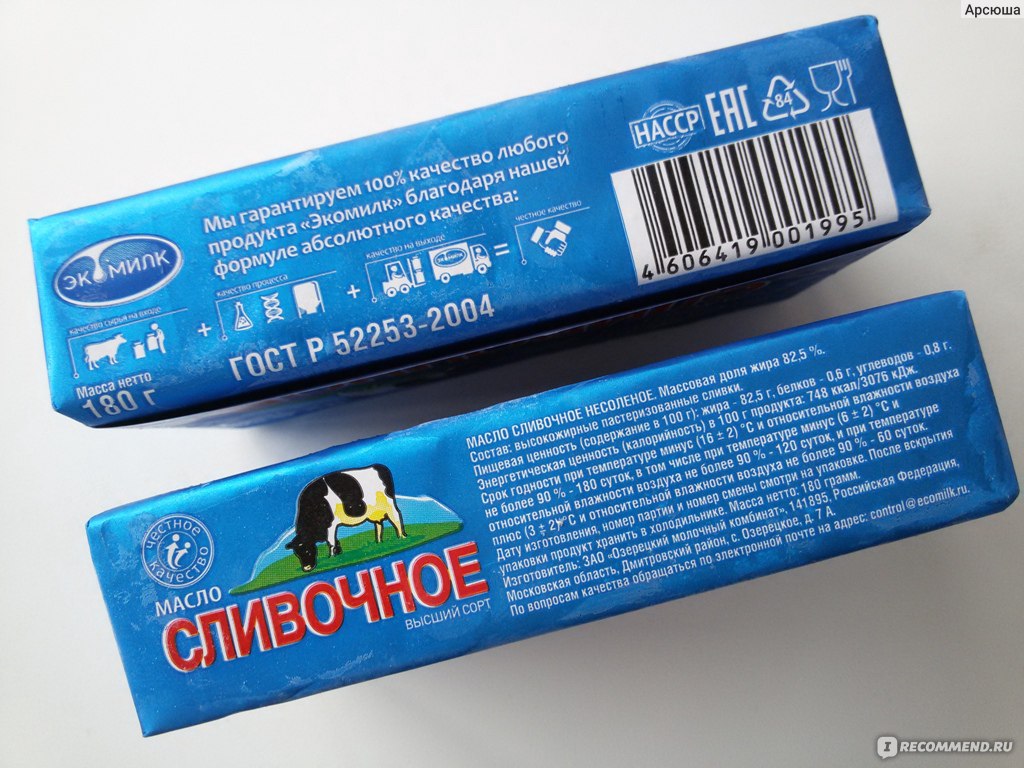 Арсюша
HACCP
EAC
84
4 606419 001995
Мы гарантируем 100% качество любого
продукта «Экомилк» благодаря нашей
формуле абсолютного качества:
ЭКОМИЛК
качество сырья на входе
+
качество процесса
+
качество на выходе
ЭКОМИЛК
=
честное качество
ГОСТ Р 52253-2004
Масса нетто
180 г
честное
качество
МАСЛО
СЛИВОЧНОЕ
ВЫСШИЙ СОРТ
МАСЛО СЛИВОЧНОЕ НЕСОЛЕНОЕ. Массовая доля жира 82.5 %.
Состав: высокожирные пастеризованные сливки.
Пищевая ценность (содержание в 100 г): жира - 82,5 г, белков - 0,6 г, углеводов - 0,8 г.
Энергетическая ценность (калорийность) в 100 г продукта: 748 ккал/3076 кДж.
Срок годности при температуре минус (16 ± 2) °С и относительной влажности воздуха
не более 90 % - 180 суток, в том числе при температуре минус (6 ± 2) °С и
относительной влажности воздуха не более 90 % - 120 суток, и при температуре
плюс (3 ± 2) °С и относительной влажности воздуха не более 90 % - 60 суток.
Дату изготовления, номер партии и номер смены смотри на упаковке. После вскрытия
упаковки продукт хранить в холодильнике. Масса нетто: 180 грамм.
Изготовитель: ЗАО «Озерецкий молочный комбинат», 141895, Российская Федерация,
Московская область, Дмитровский район, с. Озерецкое, д. 7 А.
По вопросам качества обращаться по электронной почте на адрес: control@ecomilk.ru.
IRECOMMEND.RU